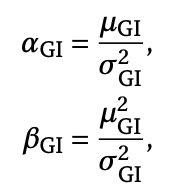 α_GI = μ_GI / σ²_GI,
β_GI = μ²_GI / σ²_GI,